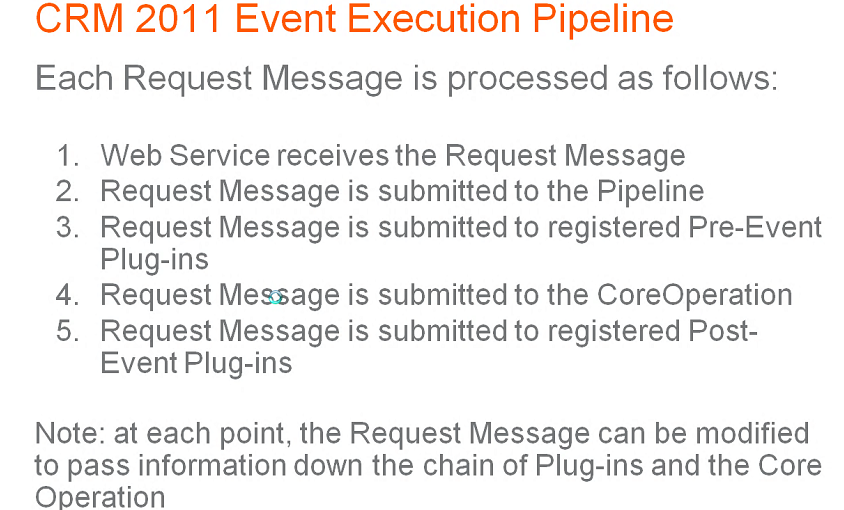 CRM 2011 Event Execution Pipeline
Each Request Message is processed as follows:
1. Web Service receives the Request Message
2. Request Message is submitted to the Pipeline
3. Request Message is submitted to registered Pre-Event
Plug-ins
4. Request Message is submitted to the CoreOperation
5. Request Message is submitted to registered Post-
Event Plug-ins
Note: at each point, the Request Message can be modified
to pass information down the chain of Plug-ins and the Core
Operation